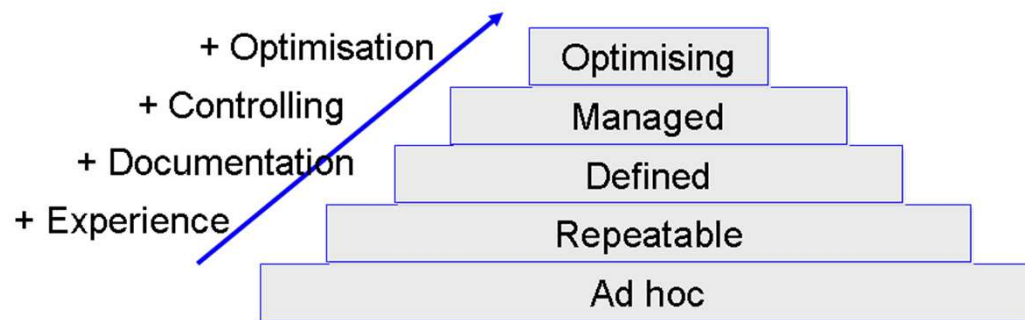 + Optimisation
Optimising
+ Controlling
Managed
+ Documentation
Defined
+ Experience
Repeatable
Ad hoc